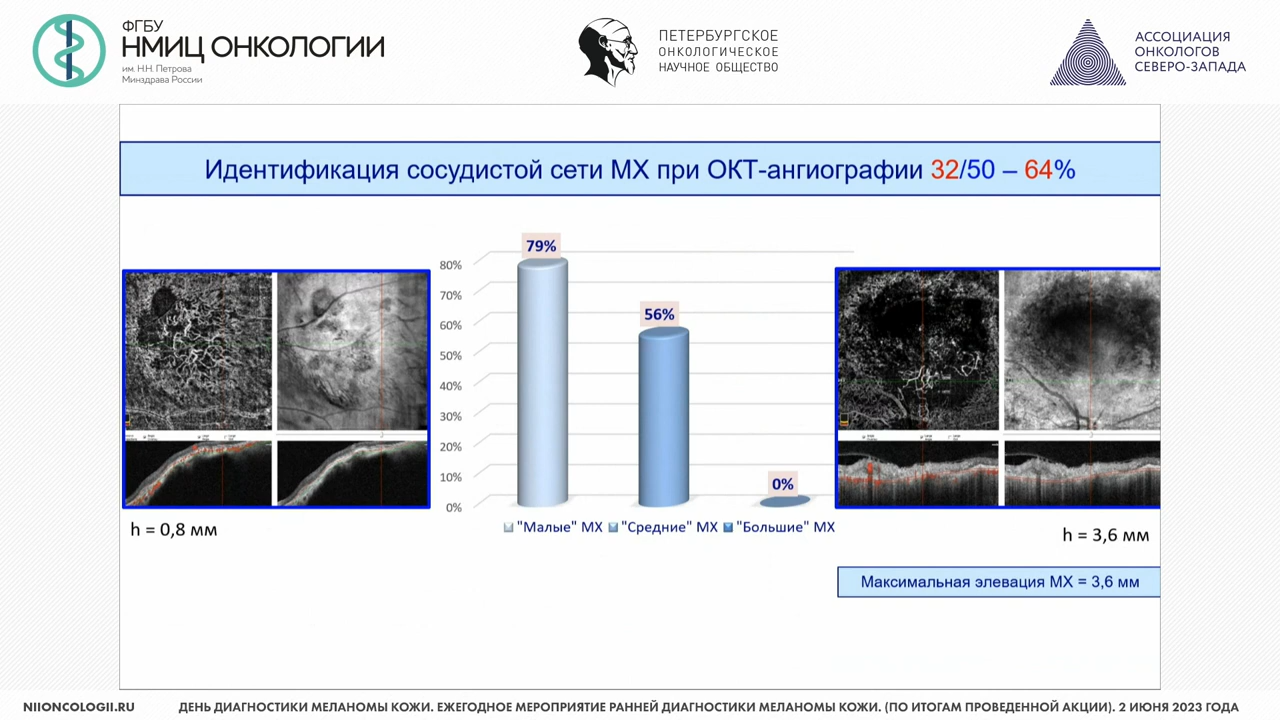 ФГБУ
НМИЦ ОНКОЛОГИИ
им. Н.Н. Петрова
Минздрава России
ПЕТЕРБУРГСКОЕ
ОНКОЛОГИЧЕСКОЕ
НАУЧНОЕ ОБЩЕСТВО
АССОЦИАЦИЯ
ОНКОЛОГОВ
СЕВЕРО-ЗАПАДА
Идентификация сосудистой сети МХ при ОКТ-ангиографии 32/50 – 64%
79%
56%
0%
80%
70%
60%
50%
40%
30%
20%
10%
0%
"Малые" МХ "Средние" МХ "Большие" МХ
h = 0,8 мм
h = 3,6 мм
Максимальная элевация МХ = 3,6 мм
NIIONCOLOGII.RU ДЕНЬ ДИАГНОСТИКИ МЕЛАНОМЫ КОЖИ. ЕЖЕГОДНОЕ МЕРОПРИЯТИЕ РАННЕЙ ДИАГНОСТИКИ МЕЛАНОМЫ КОЖИ. (ПО ИТОГАМ ПРОВЕДЕННОЙ АКЦИИ). 2 ИЮНЯ 2023 ГОДА